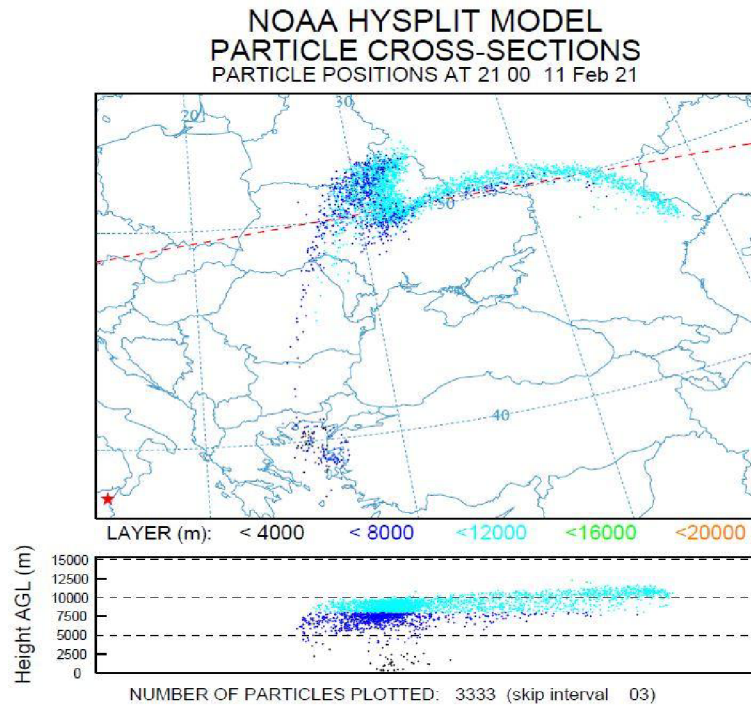 NOAA HYSPLIT MODEL
PARTICLE CROSS-SECTIONS
PARTICLE POSITIONS AT 21 00 11 Feb 21
20
30
50
40
LAYER (m): < 4000 < 8000 <12000 <16000 <20000
Height AGL (m)
15000
12500
10000
7500
5000
2500
0
NUMBER OF PARTICLES PLOTTED: 3333 (skip interval 03)